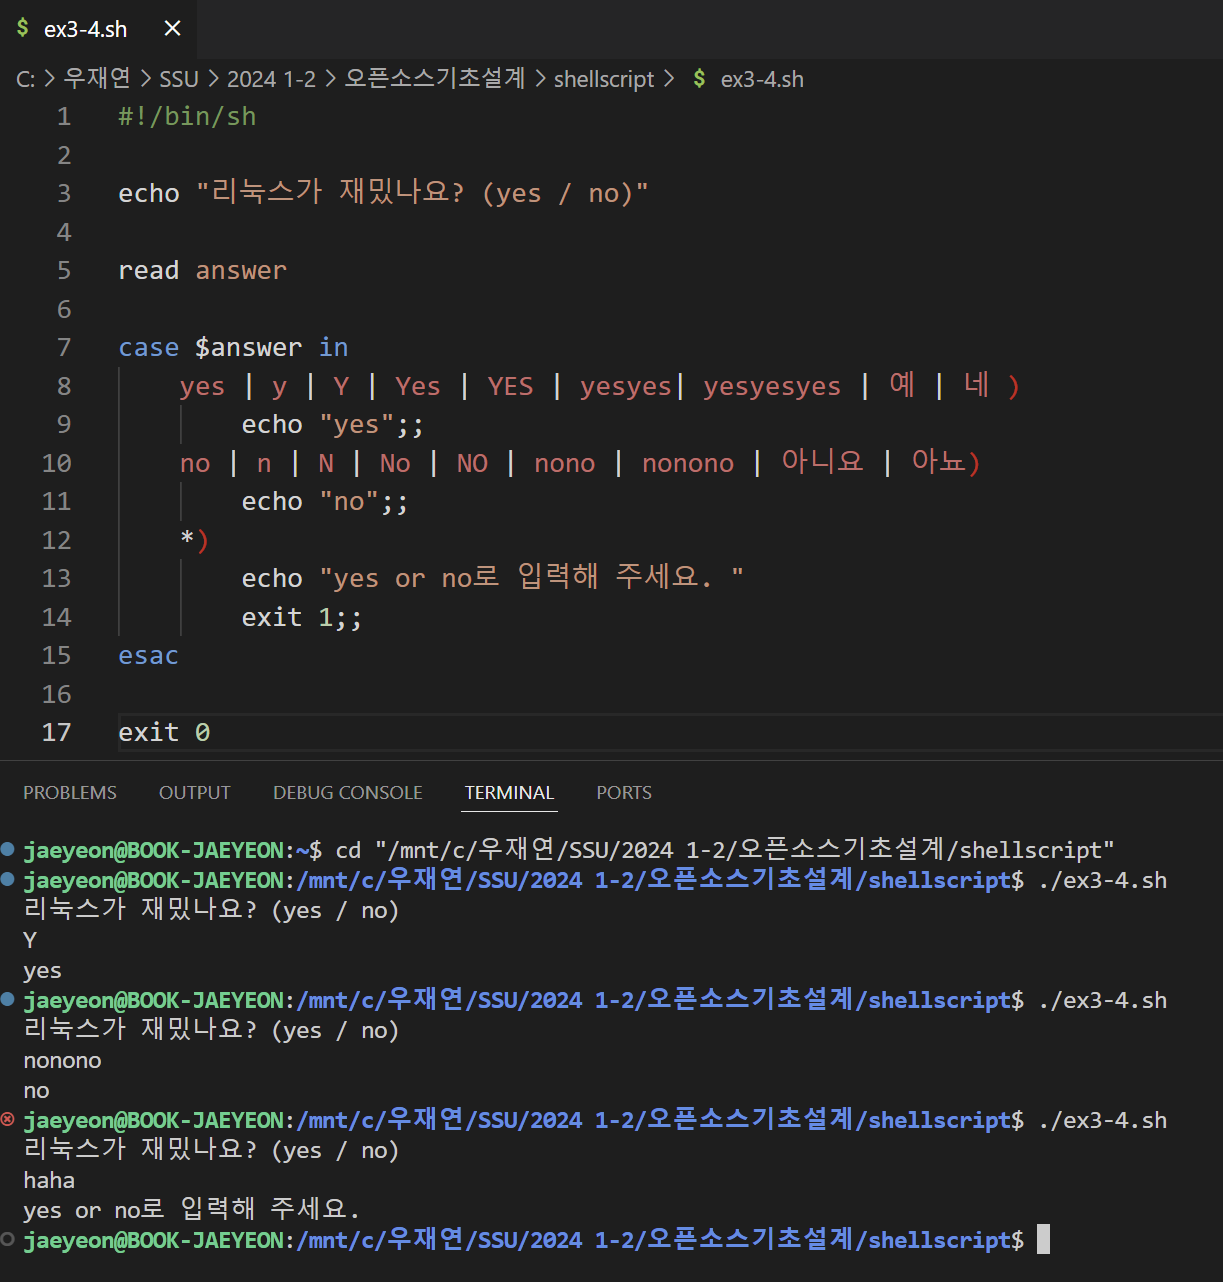 $ ex3-4.sh ×
C: > 우재연 > SSU > 2024 1-2 > 오픈소스기초설계 > shellscript > $ ex3-4.sh
1 #!/bin/sh
2
3 echo "리눅스가 재밌나요? (yes / no)"
4
5 read answer
6
7 case $answer in
8 yes | y | Y | Yes | YES | yesyes| yesyesyes | 예 | 네 )
9 echo "yes";;
10 no | n | N | No | NO | nono | nonono | 아니요 | 아뇨)
11 echo "no";;
12 *)
13 echo "yes or no로 입력해 주세요. "
14 exit 1;;
15 esac
16
17 exit 0
PROBLEMS OUTPUT DEBUG CONSOLE TERMINAL PORTS
jaeyeon@BOOK-JAEYEON:~$ cd "/mnt/c/우재연/SSU/2024 1-2/오픈소스기초설계/shellscript"
jaeyeon@BOOK-JAEYEON:/mnt/c/우재연/SSU/2024 1-2/오픈소스기초설계/shellscript$ ./ex3-4.sh
리눅스가 재밌나요? (yes / no)
Y
yes
jaeyeon@BOOK-JAEYEON:/mnt/c/우재연/SSU/2024 1-2/오픈소스기초설계/shellscript$ ./ex3-4.sh
리눅스가 재밌나요? (yes / no)
nonono
no
jaeyeon@BOOK-JAEYEON:/mnt/c/우재연/SSU/2024 1-2/오픈소스기초설계/shellscript$ ./ex3-4.sh
리눅스가 재밌나요? (yes / no)
haha
yes or no로 입력해 주세요.
jaeyeon@BOOK-JAEYEON:/mnt/c/우재연/SSU/2024 1-2/오픈소스기초설계/shellscript$